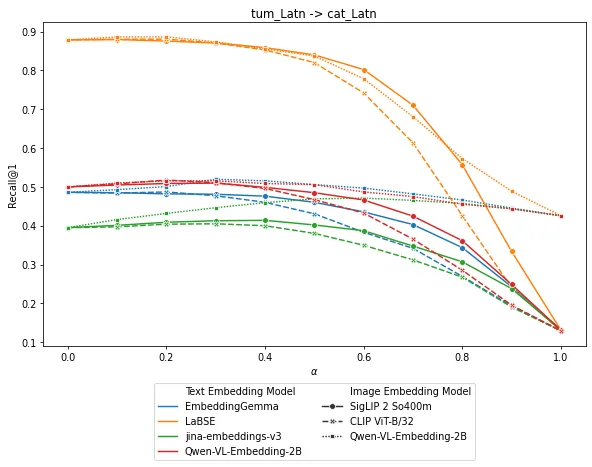 tum_Latn -> cat_Latn
Recall@1
0.9
0.8
0.7
0.6
0.5
0.4
0.3
0.2
0.1
0.0
0.2
0.4
0.6
0.8
1.0
α
Text Embedding Model
EmbeddingGemma
LaBSE
jina-embeddings-v3
Qwen-VL-Embedding-2B
Image Embedding Model
SigLIP 2 So400m
CLIP ViT-B/32
Qwen-VL-Embedding-2B